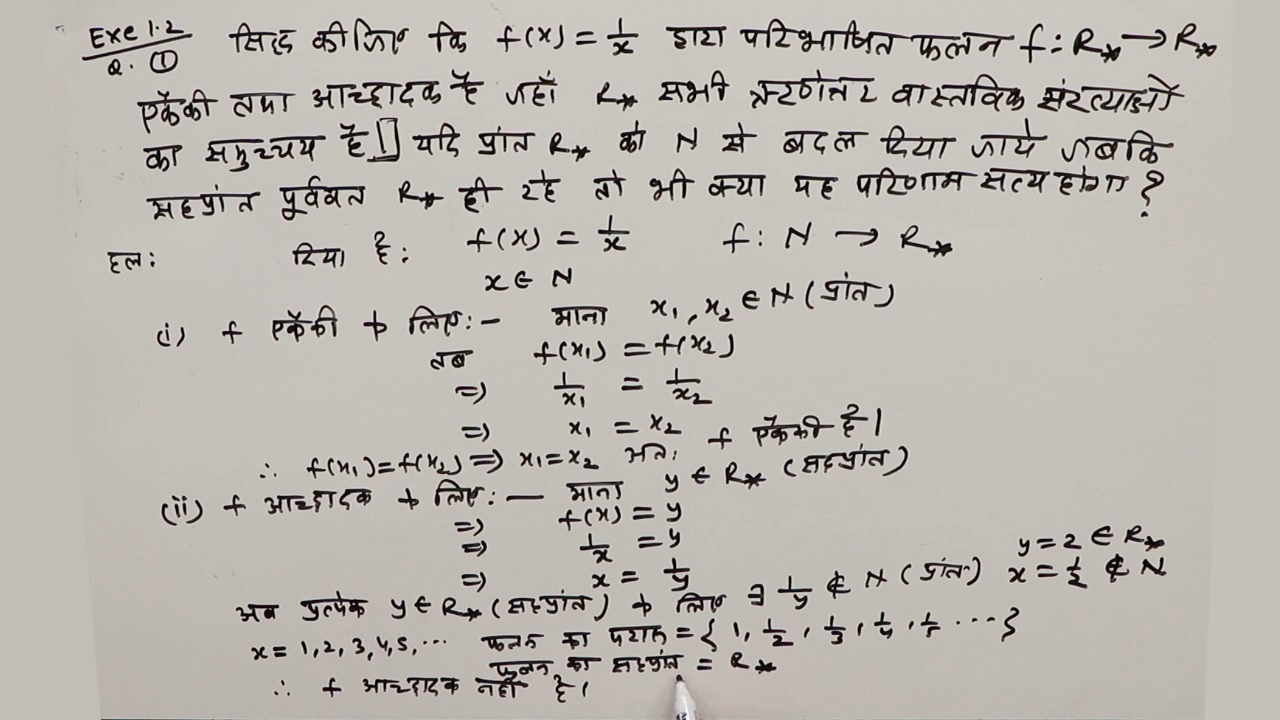 Exe 1.2 सिद्ध कीजिए कि f(x) = 1/x द्वारा परिभाषित फलन f: R* → R*
Q. ①
एकैकी तथा आच्छादक है जहाँ R* सभी ऋणेतर वास्तविक संख्याओं
का समुच्चय है। यदि प्रांत R* को N से बदल दिया जाये जबकि
सहप्रांत पूर्ववत R* ही रहे तो भी क्या यह परिणाम सत्य होगा?
हल: दिया है: f(x) = 1/x f: N → R*
x ∈ N
(i) f एकैकी के लिए:- माना x₁, x₂ ∈ N (प्रांत)
तब f(x₁) = f(x₂)
⇒ 1/x₁ = 1/x₂
⇒ x₁ = x₂
∴ f(x₁)=f(x₂) ⇒ x₁=x₂ अतः f एकैकी है।
(ii) f आच्छादक के लिए:- माना y ∈ R* (सहप्रांत)
⇒ f(x) = y
⇒ 1/x = y
⇒ x = 1/y
y = 2 ∈ R*
अब प्रत्येक y ∈ R* (सहप्रांत) के लिए ∃ 1/y ∉ N (प्रांत) x = 1/2 ∉ N
x = 1, 2, 3, 4, 5, ... फलन का परास = {1, 1/2, 1/3, 1/4, 1/5 ...}
फलन का सहप्रांत = R*
∴ f आच्छादक नहीं है।